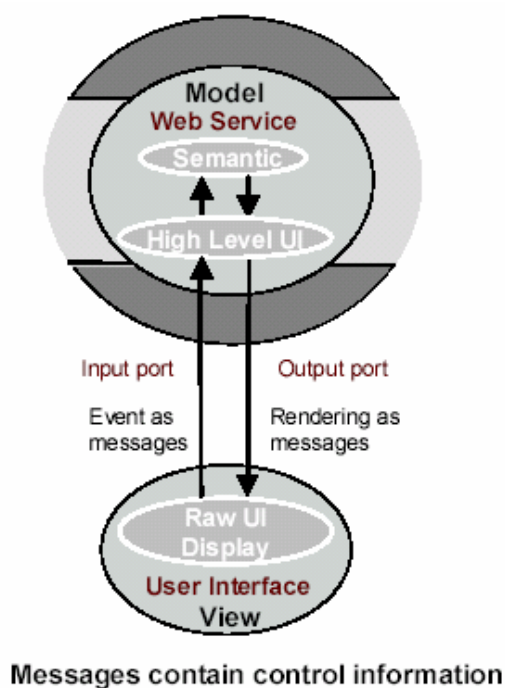 Model
Web Service
Semantic
High Level UI
Input port
Output port
Event as
messages
Rendering as
messages
Raw UI
Display
User Interface
View
Messages contain control information